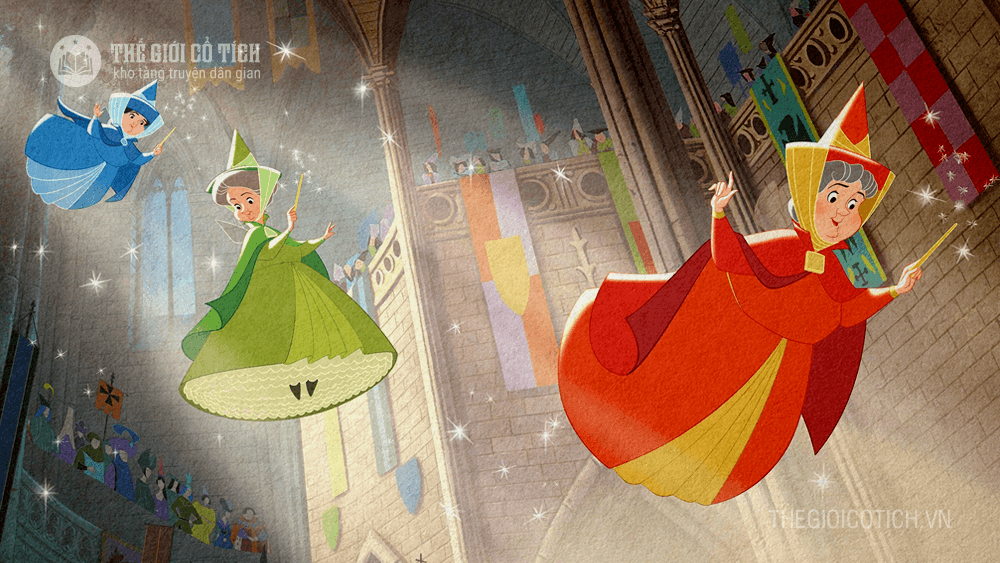 THẾ GIỚI CỔ TÍCH
kho tàng truyện dân gian
THEGIOICOTICH.VN